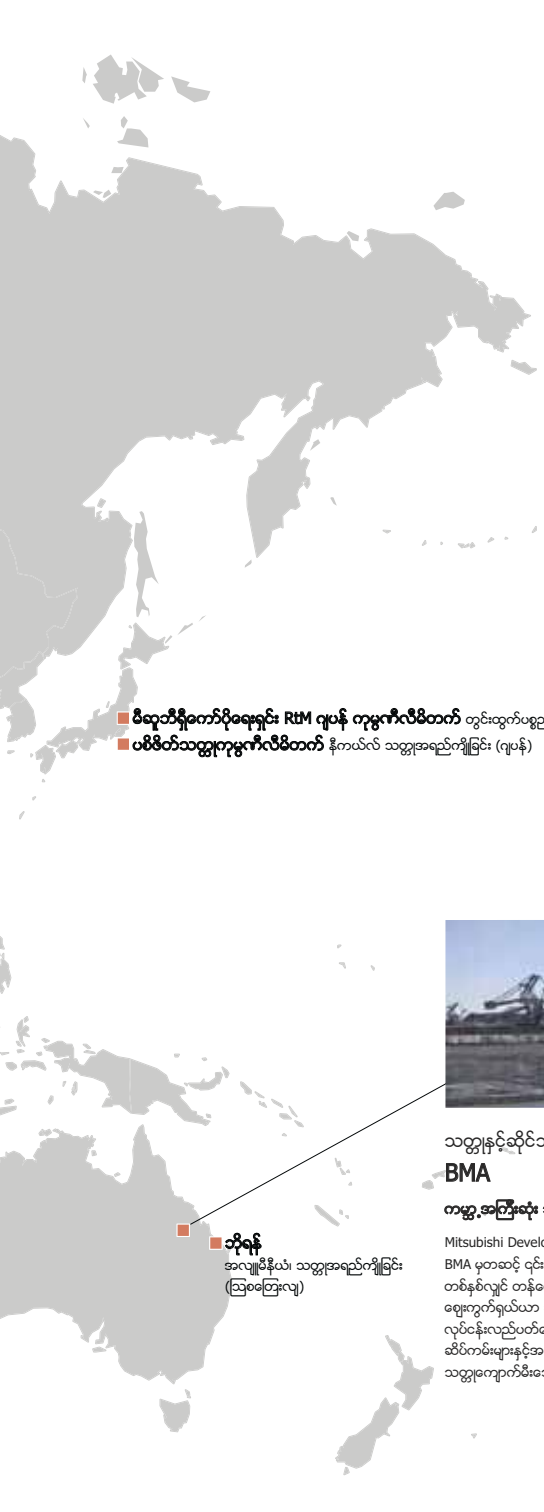 မီဆူဘီရှီကော်ပိုရေးရှင်း RtM ဂျပန် ကုမ္ပဏီလီမိတက် တွင်းထွက်ပစ္စည်
ပစိဖိတ်သတ္တုကုမ္ပဏီလီမိတက် နီကယ်လ် သတ္တုအရည်ကျိုခြင်း (ဂျပန်)
ဘိုရန်
အလျူမီနီယံ၊ သတ္တုအရည်ကျိုခြင်း
(သြစတြေးလျ)
သတ္တုနှင့်ဆိုင်သ
BMA
ကမ္ဘာ့အကြီးဆုံး
Mitsubishi Develo
BMA မှတဆင့် ၎င်း
တစ်နှစ်လျှင် တန်
ဈေးကွက်ရှယ်ယာ
လုပ်ငန်းလည်ပတ်
ဆိပ်ကမ်းများနှင့်အ
သတ္တုကျောက်မီးသ